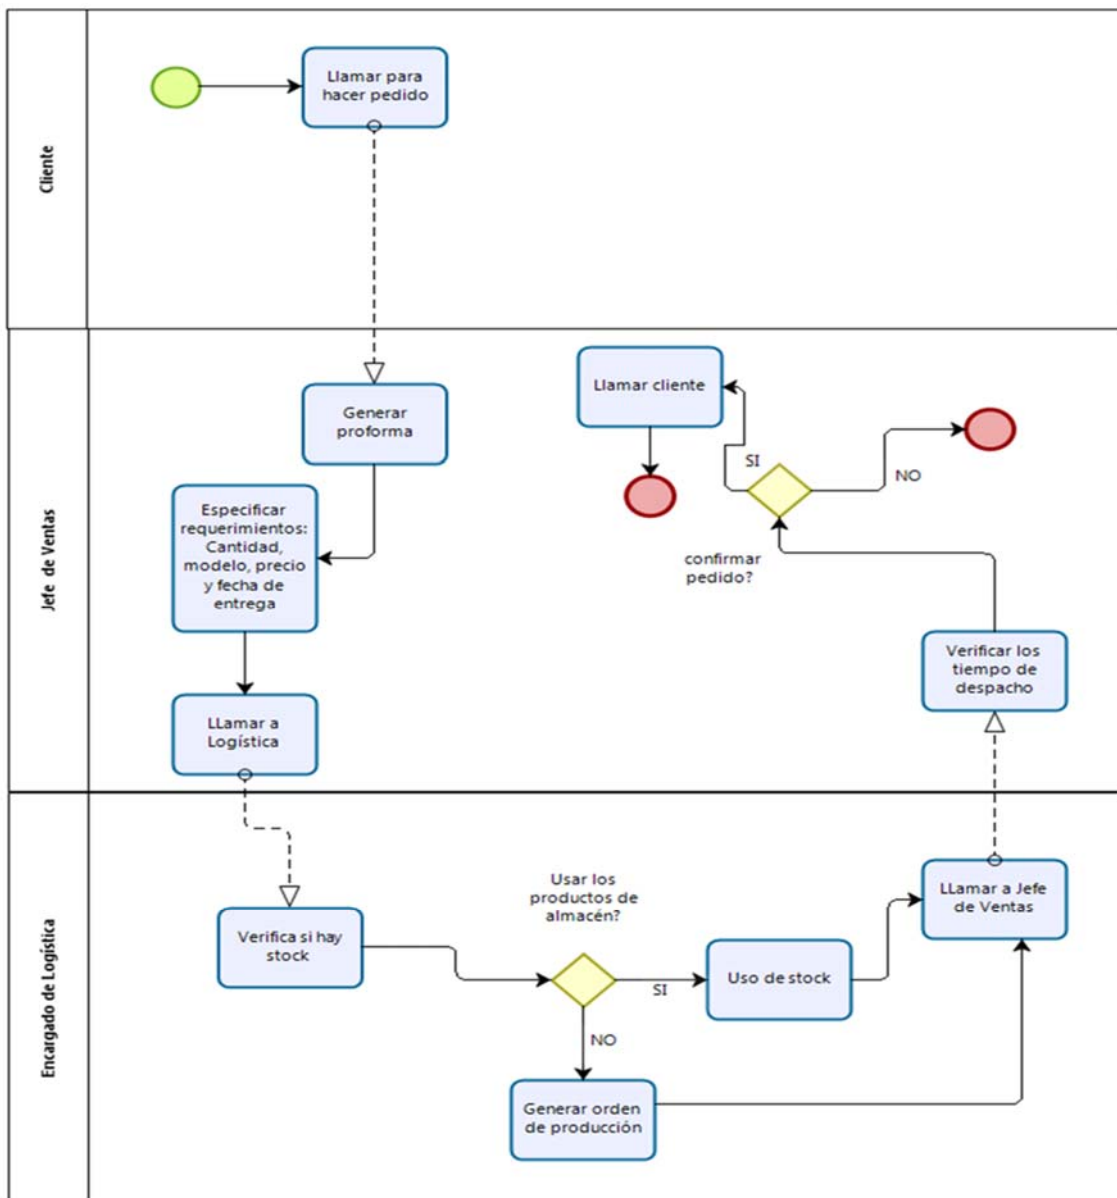 Cliente
Llamar para
hacer pedido
Jefe de Ventas
Generar
proforma
Especificar
requerimientos:
Cantidad,
modelo, precio
y fecha de
entrega
LLamar a
Logística
Llamar cliente
SI
NO
confirmar
pedido?
Verificar los
tiempo de
despacho
Encargado de Logística
Verifica si hay
stock
Usar los
productos de
almacén?
SI
NO
Uso de stock
Generar orden
de producción
LLamar a Jefe
de Ventas